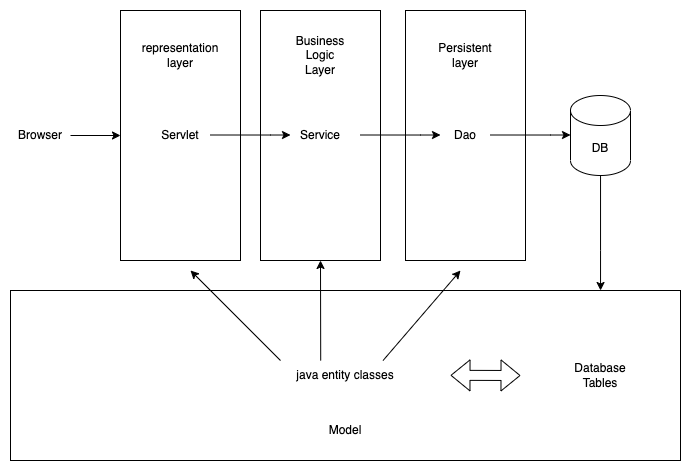 representation
layer
Business
Logic
Layer
Persistent
layer
Browser
Servlet
Service
Dao
DB
java entity classes
Database
Tables
Model